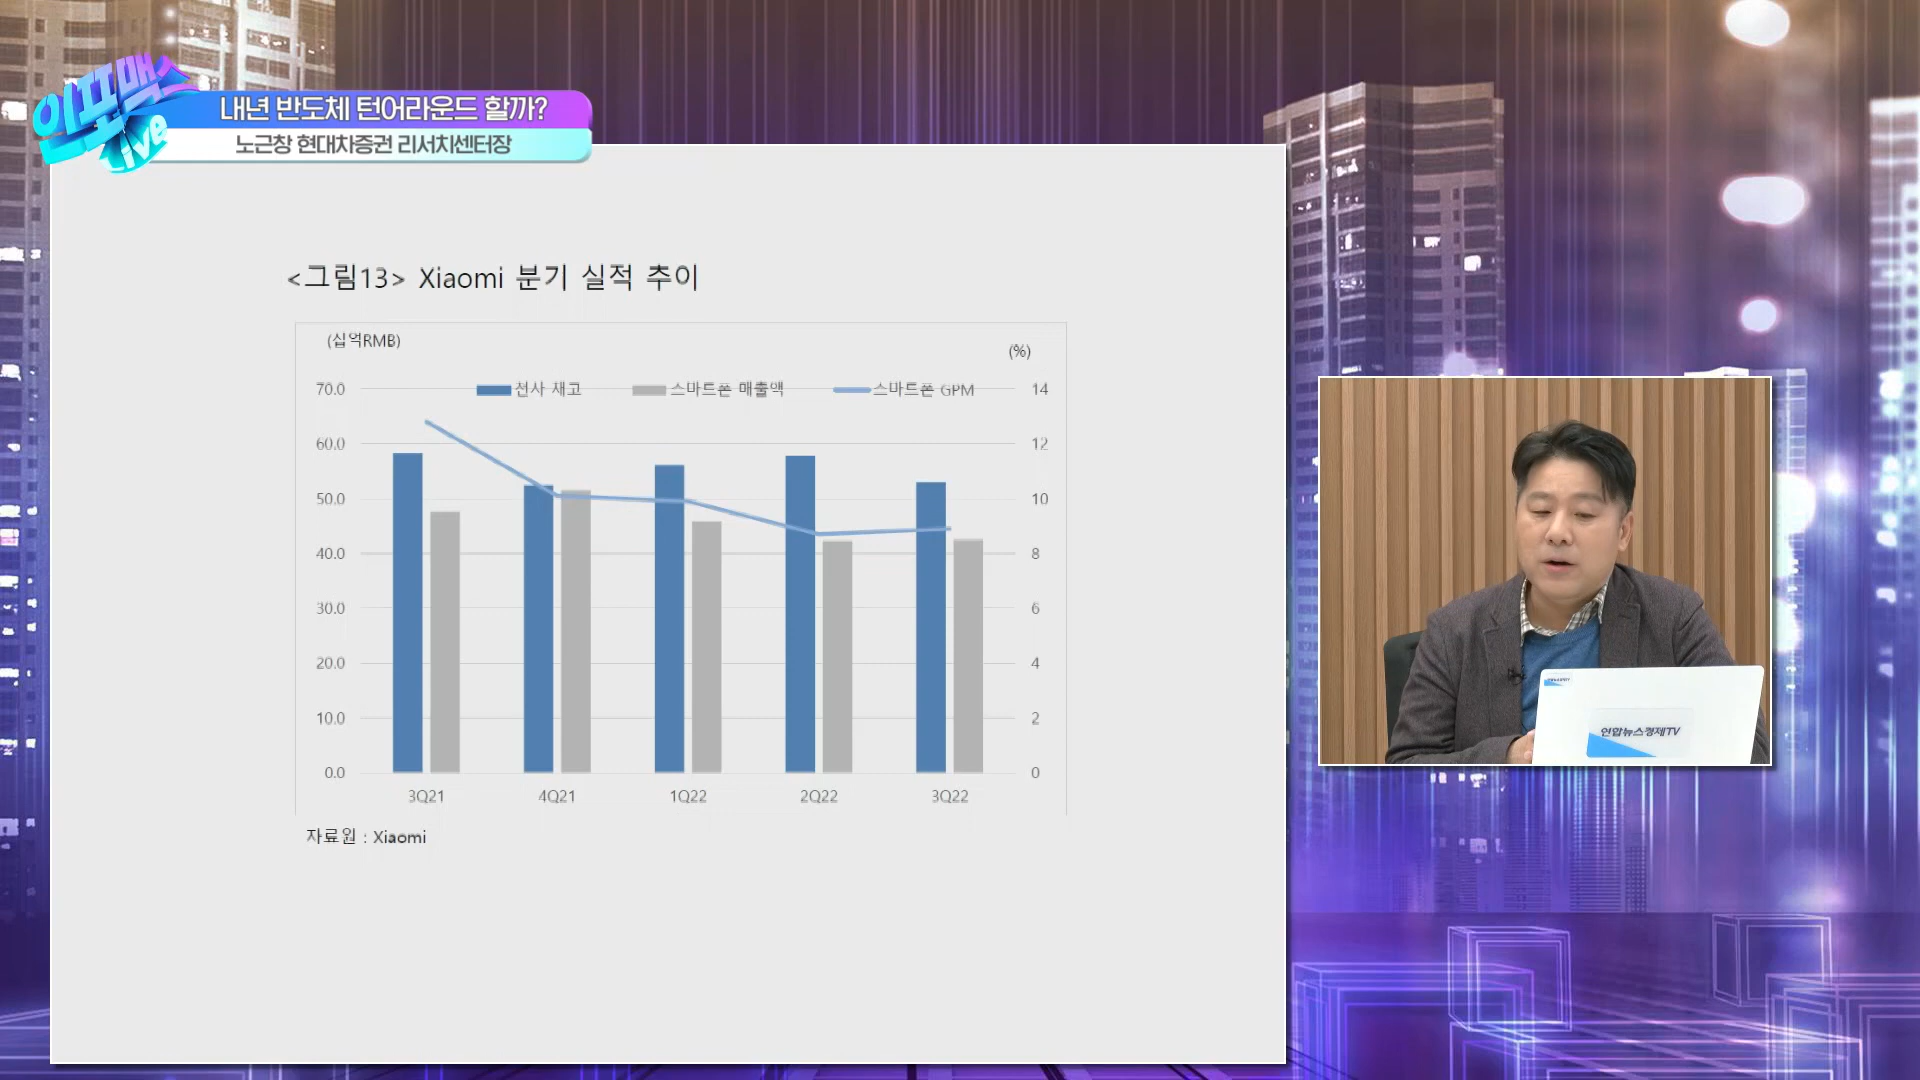 인포맥스
Live
내년 반도체 턴어라운드 할까?
노근창 현대차증권 리서치센터장
<그림13> Xiaomi 분기 실적 추이
(십억RMB)
(%)
전사 재고 스마트폰 매출액 스마트폰 GPM
70.0 14
60.0 12
50.0 10
40.0 8
30.0 6
20.0 4
10.0 2
0.0 0
3Q21 4Q21 1Q22 2Q22 3Q22
자료원 : Xiaomi
연합뉴스경제TV